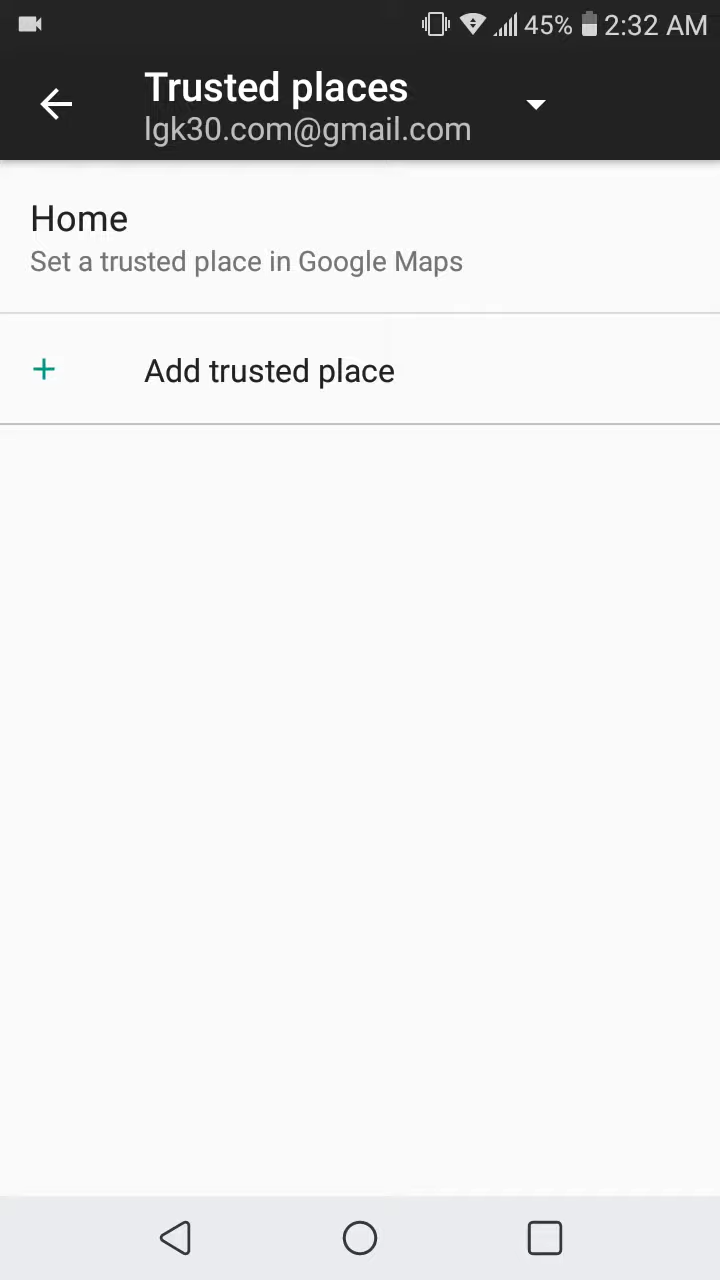 45% 2:32 AM
Trusted places
lgk30.com@gmail.com
Home
Set a trusted place in Google Maps
+ Add trusted place